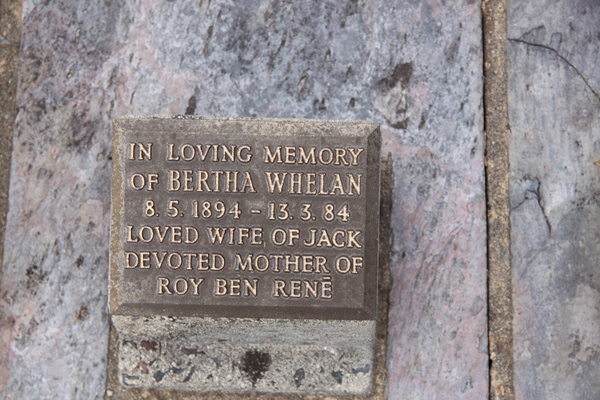 IN LOVING MEMORY
OF BERTHA WHELAN
8. 5. 1894 - 13. 3. 84
LOVED WIFE OF JACK
DEVOTED MOTHER OF
ROY BEN RENĒ